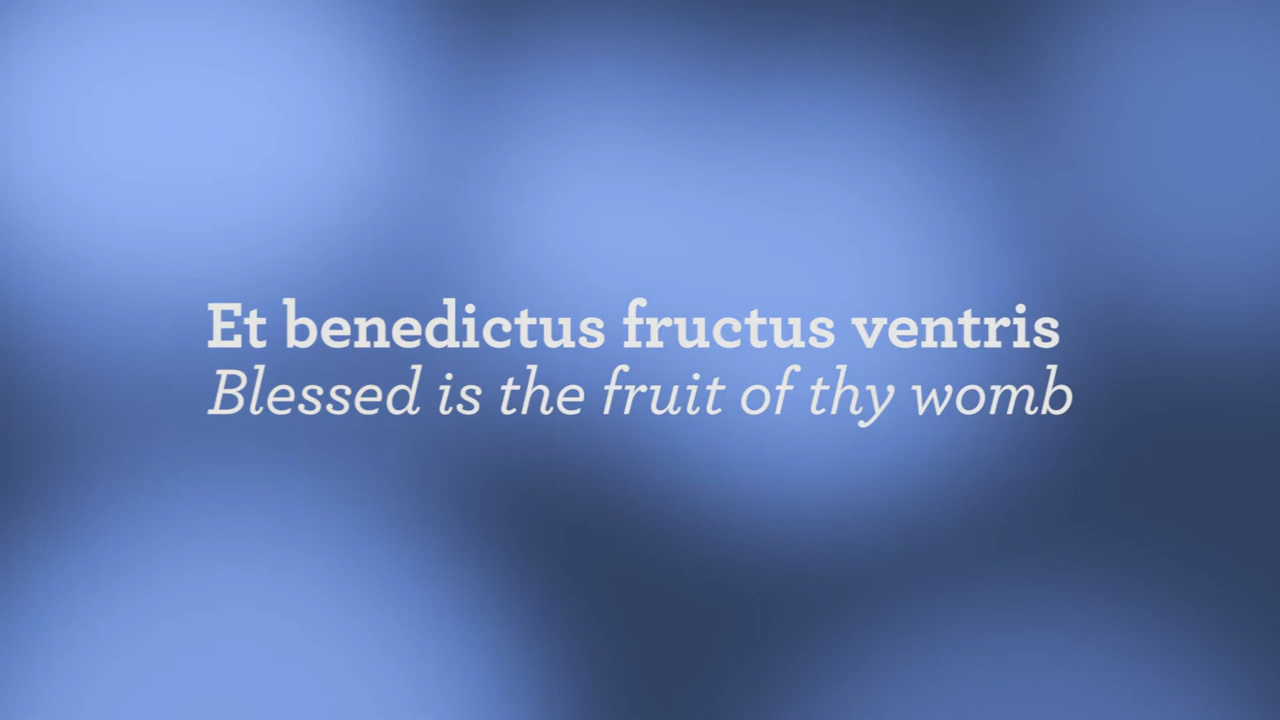 Et benedictus fructus ventris
Blessed is the fruit of thy womb